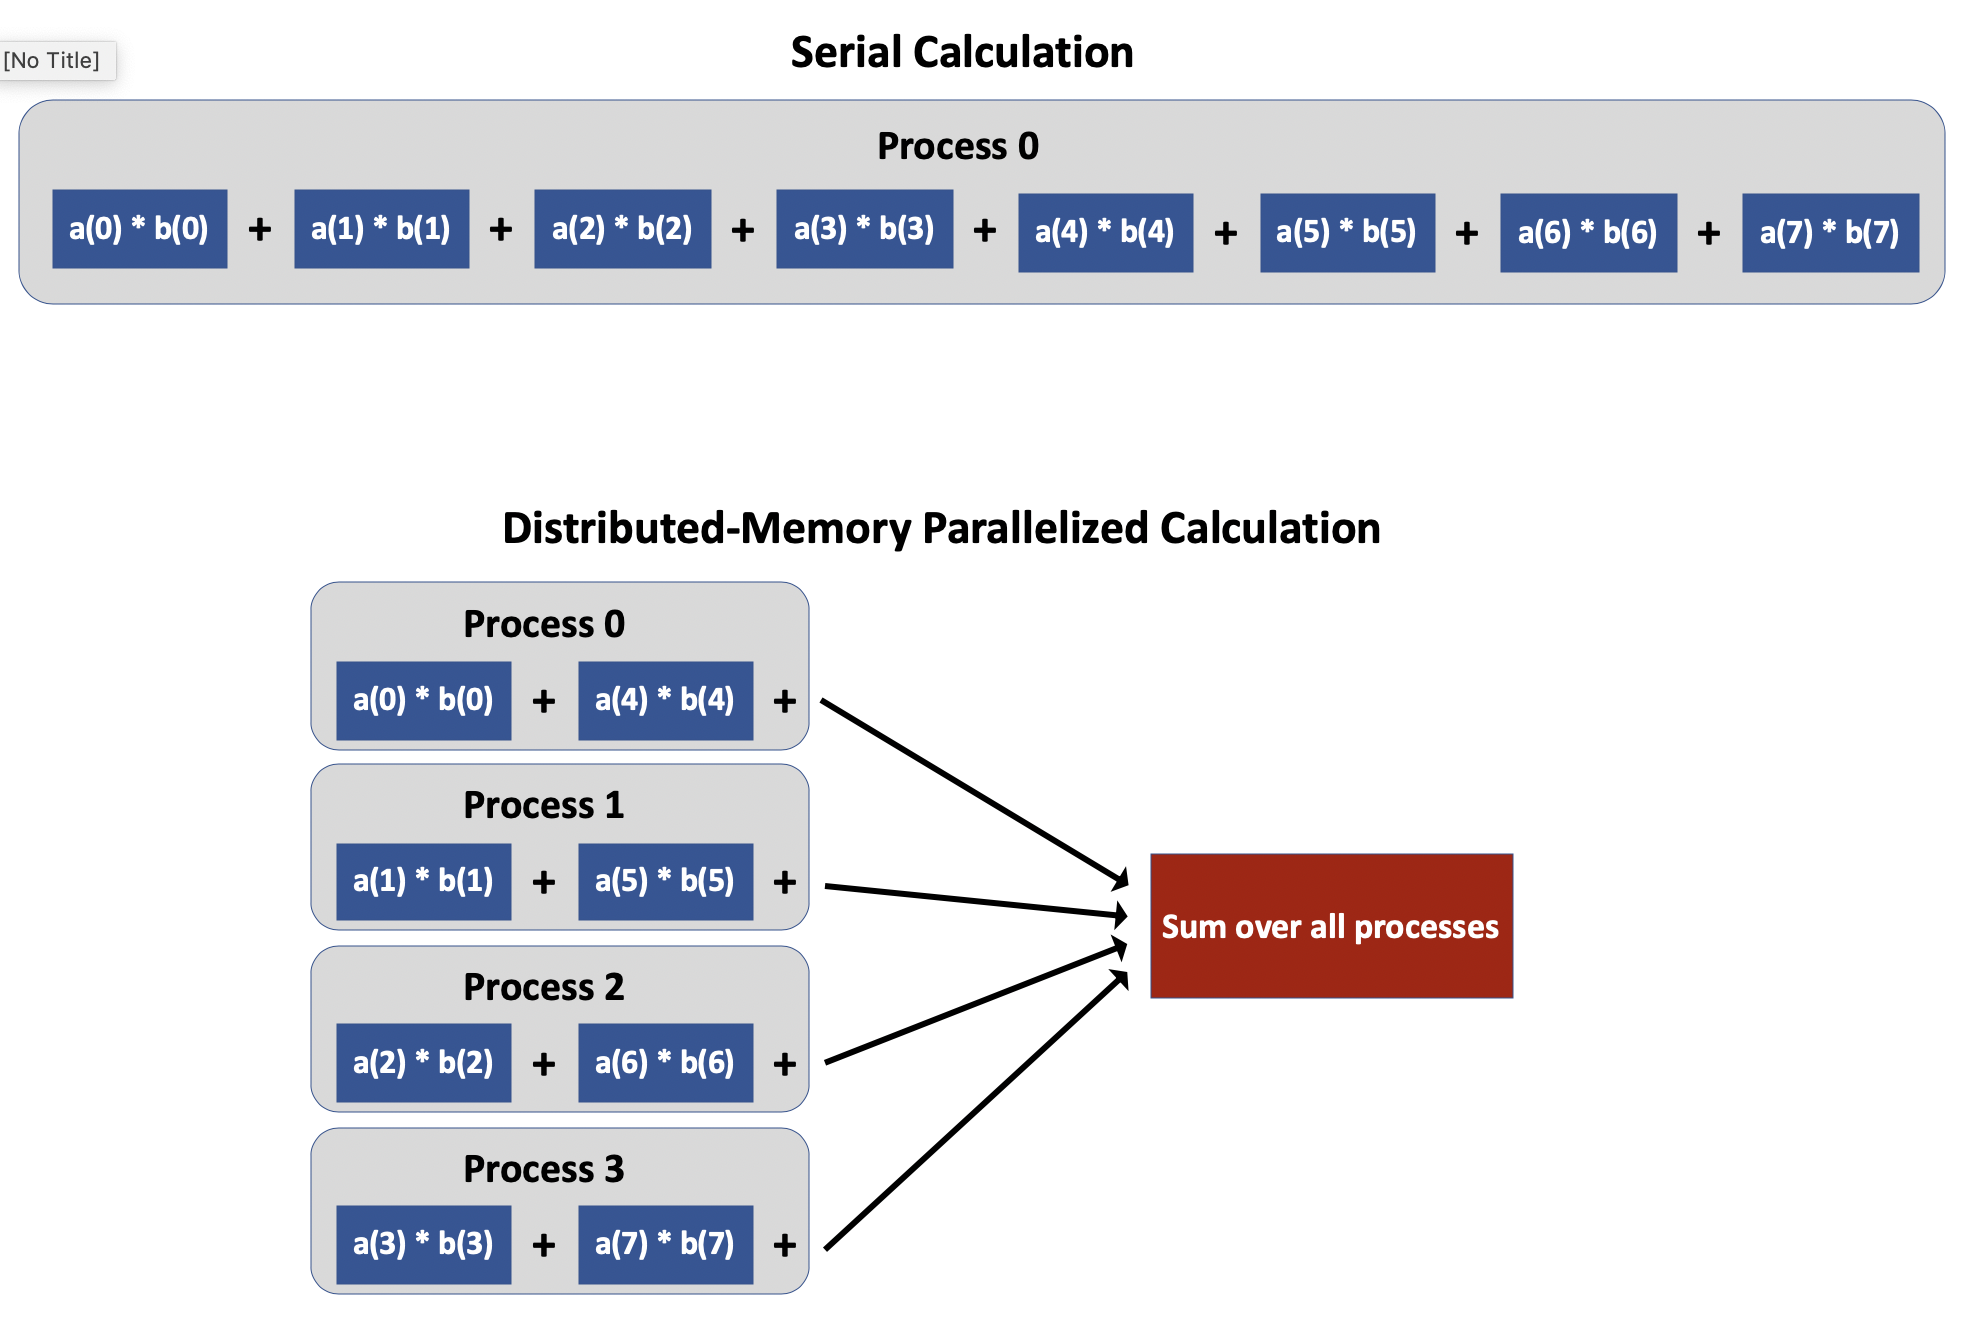 [No Title]
Serial Calculation
Process 0
a(0) * b(0) + a(1) * b(1) + a(2) * b(2) + a(3) * b(3) + a(4) * b(4) + a(5) * b(5) + a(6) * b(6) + a(7) * b(7)
Distributed-Memory Parallelized Calculation
Process 0
a(0) * b(0) + a(4) * b(4) +
Process 1
a(1) * b(1) + a(5) * b(5) +
Process 2
a(2) * b(2) + a(6) * b(6) +
Process 3
a(3) * b(3) + a(7) * b(7) +
Sum over all processes